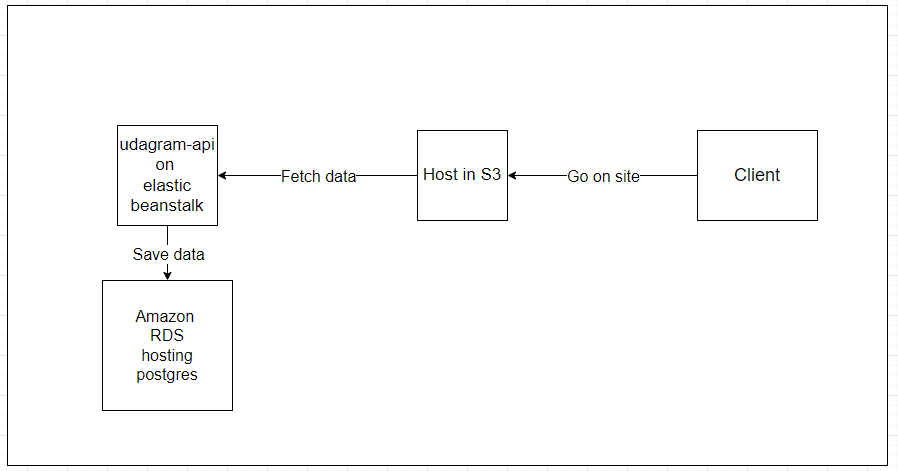 udagram-api
on
elastic
beanstalk
Fetch data
Host in S3
Go on site
Client
Save data
Amazon
RDS
hosting
postgres